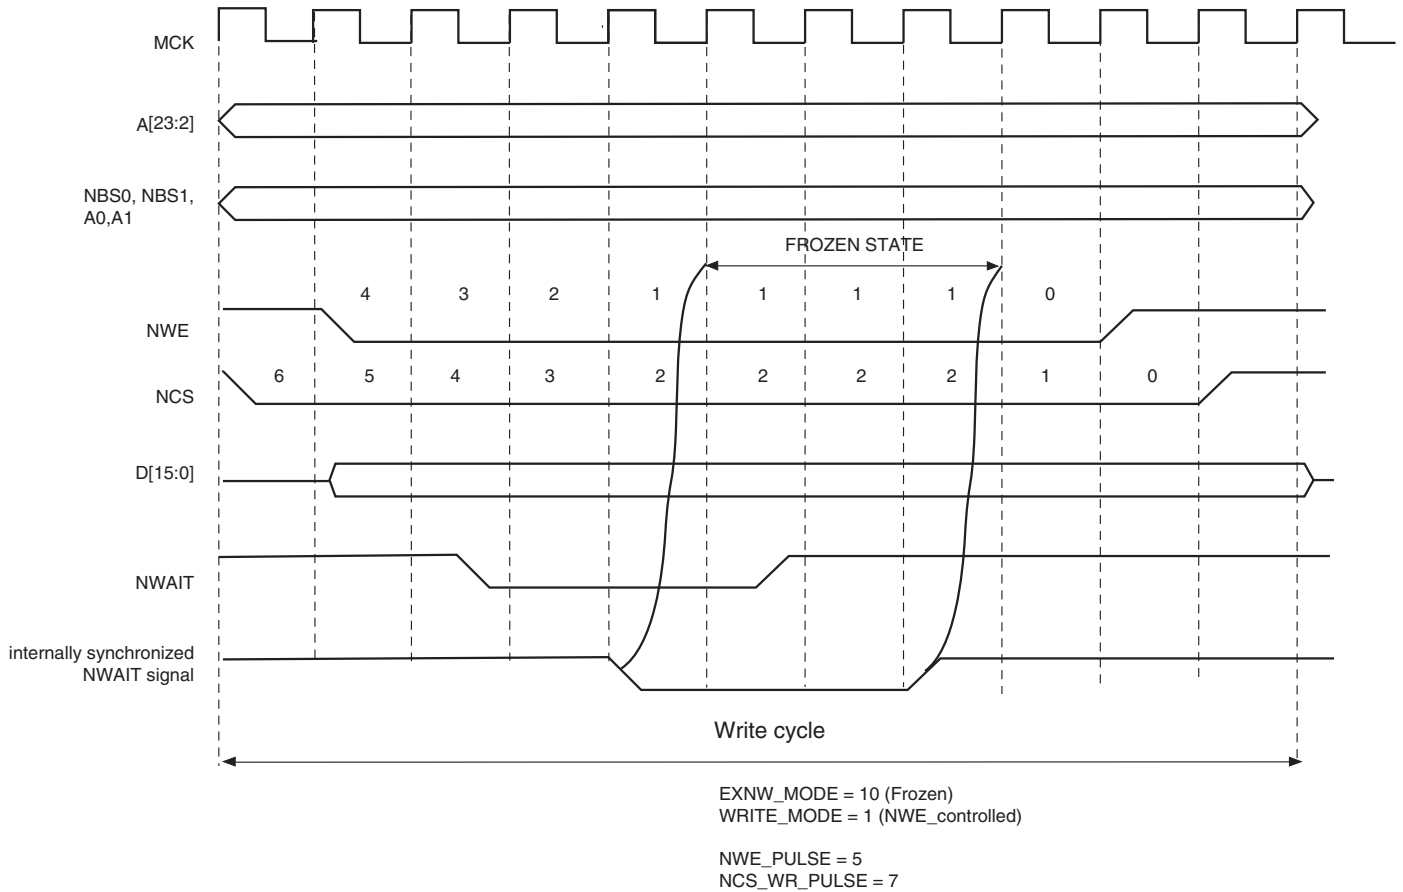 MCK
A[23:2]
NBS0, NBS1,
A0,A1
FROZEN STATE
4 3 2 1 1 1 1 0
NWE
6 5 4 3 2 2 2 2 1 0
NCS
D[15:0]
NWAIT
internally synchronized
NWAIT signal
Write cycle
EXNW_MODE = 10 (Frozen)
WRITE_MODE = 1 (NWE_controlled)
NWE_PULSE = 5
NCS_WR_PULSE = 7